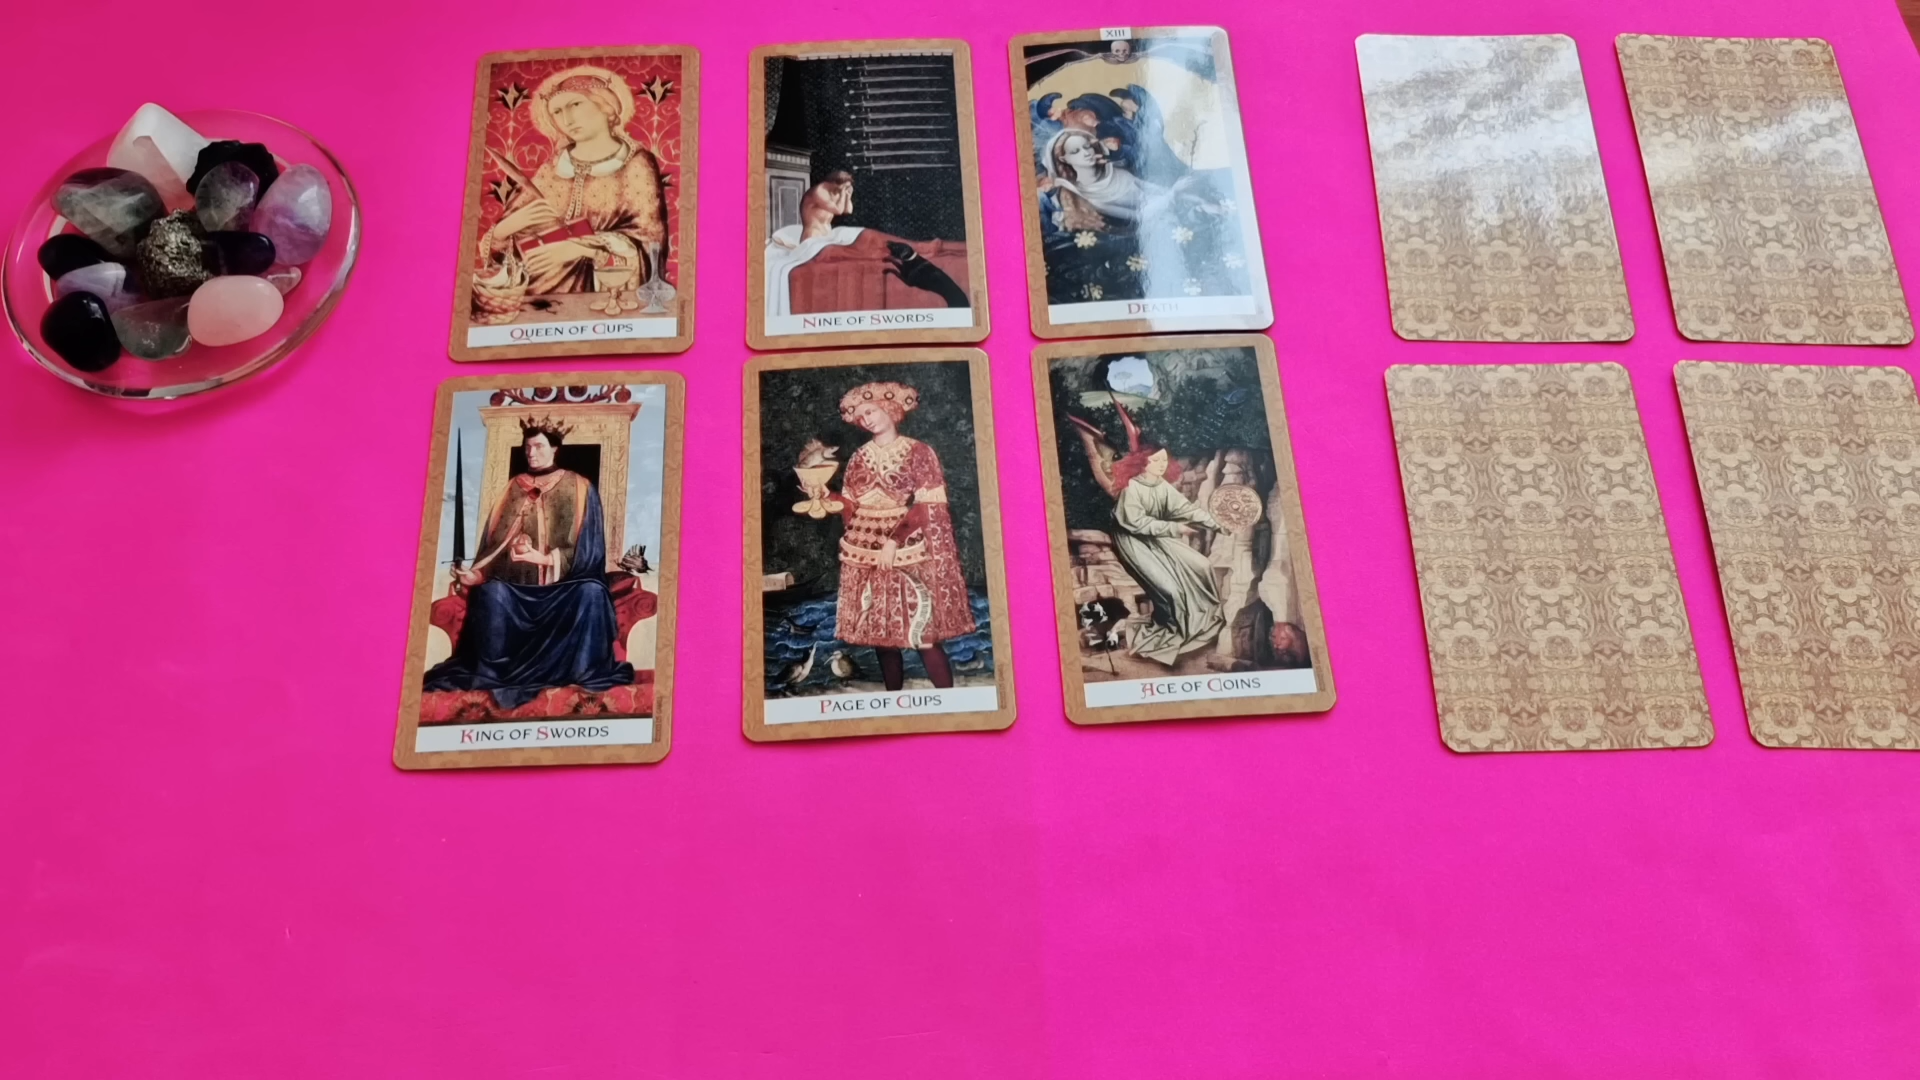 QUEEN OF CUPS
NINE OF SWORDS
XIII
DEATH
KING OF SWORDS
PAGE OF CUPS
ACE OF COINS